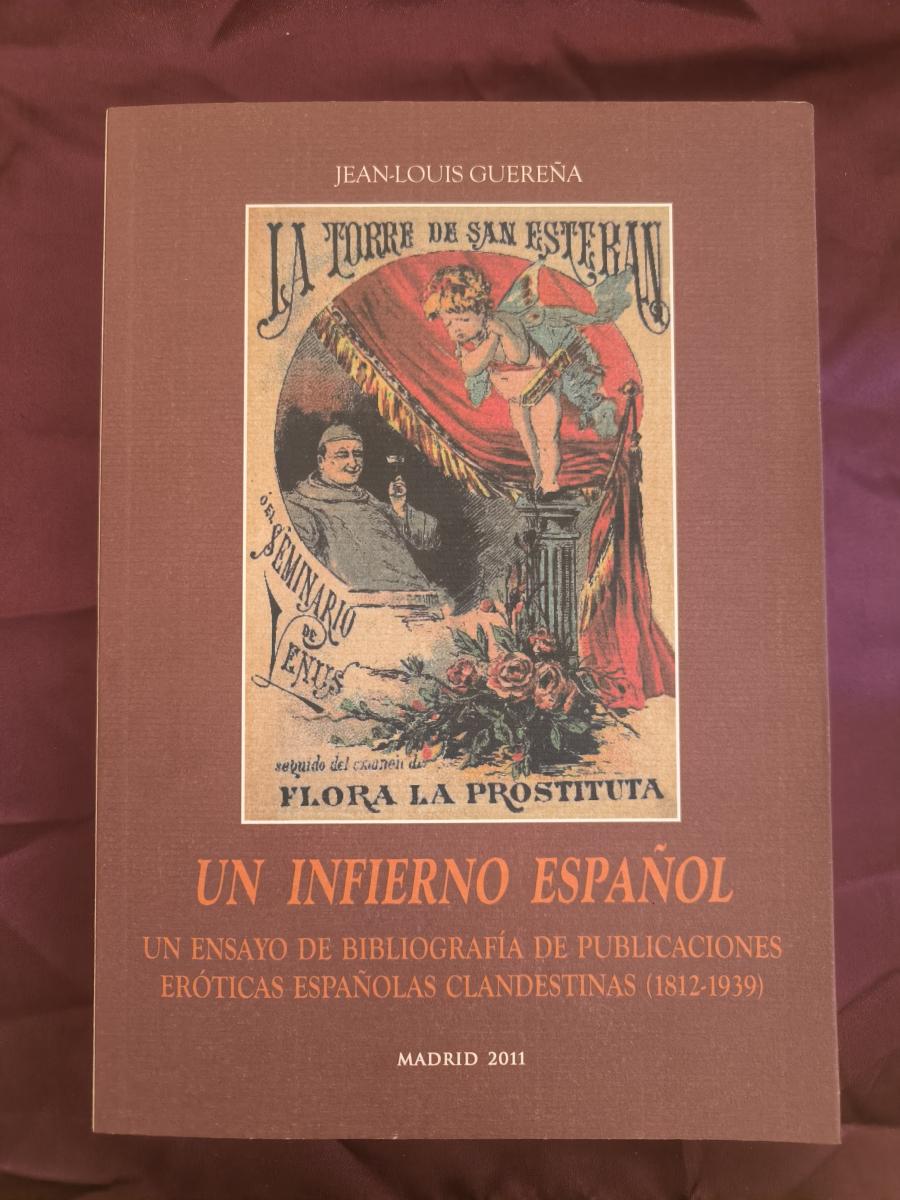 JEAN-LOUIS GUEREÑA
LA TORRE DE SAN ESTEBAN
Ó EL
SEMINARIO
DE
VENUS
seguido del examen de
FLORA LA PROSTITUTA
UN INFIERNO ESPAÑOL
UN ENSAYO DE BIBLIOGRAFÍA DE PUBLICACIONES
ERÓTICAS ESPAÑOLAS CLANDESTINAS (1812-1939)
MADRID 2011